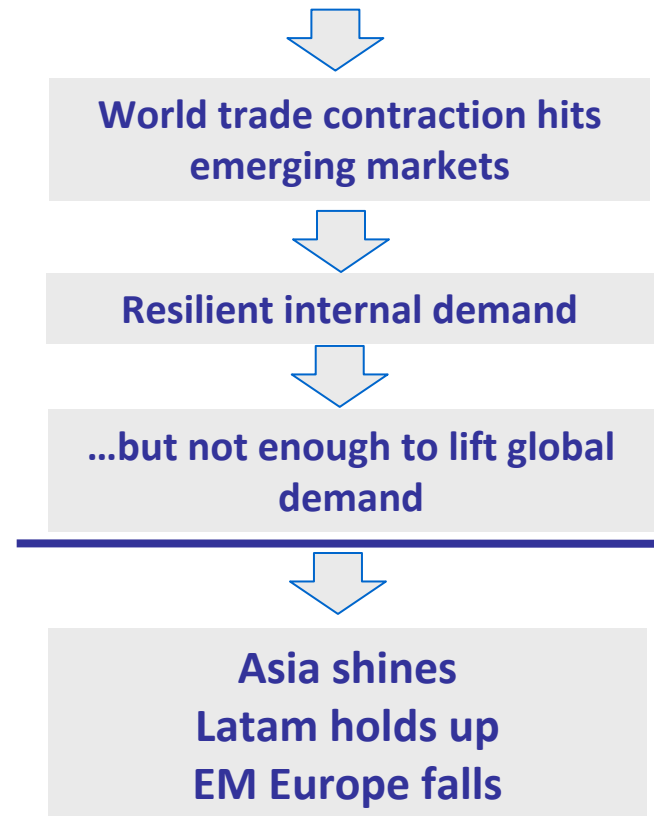 World trade contraction hits
emerging markets
Resilient internal demand
…but not enough to lift global
demand
Asia shines
Latam holds up
EM Europe falls